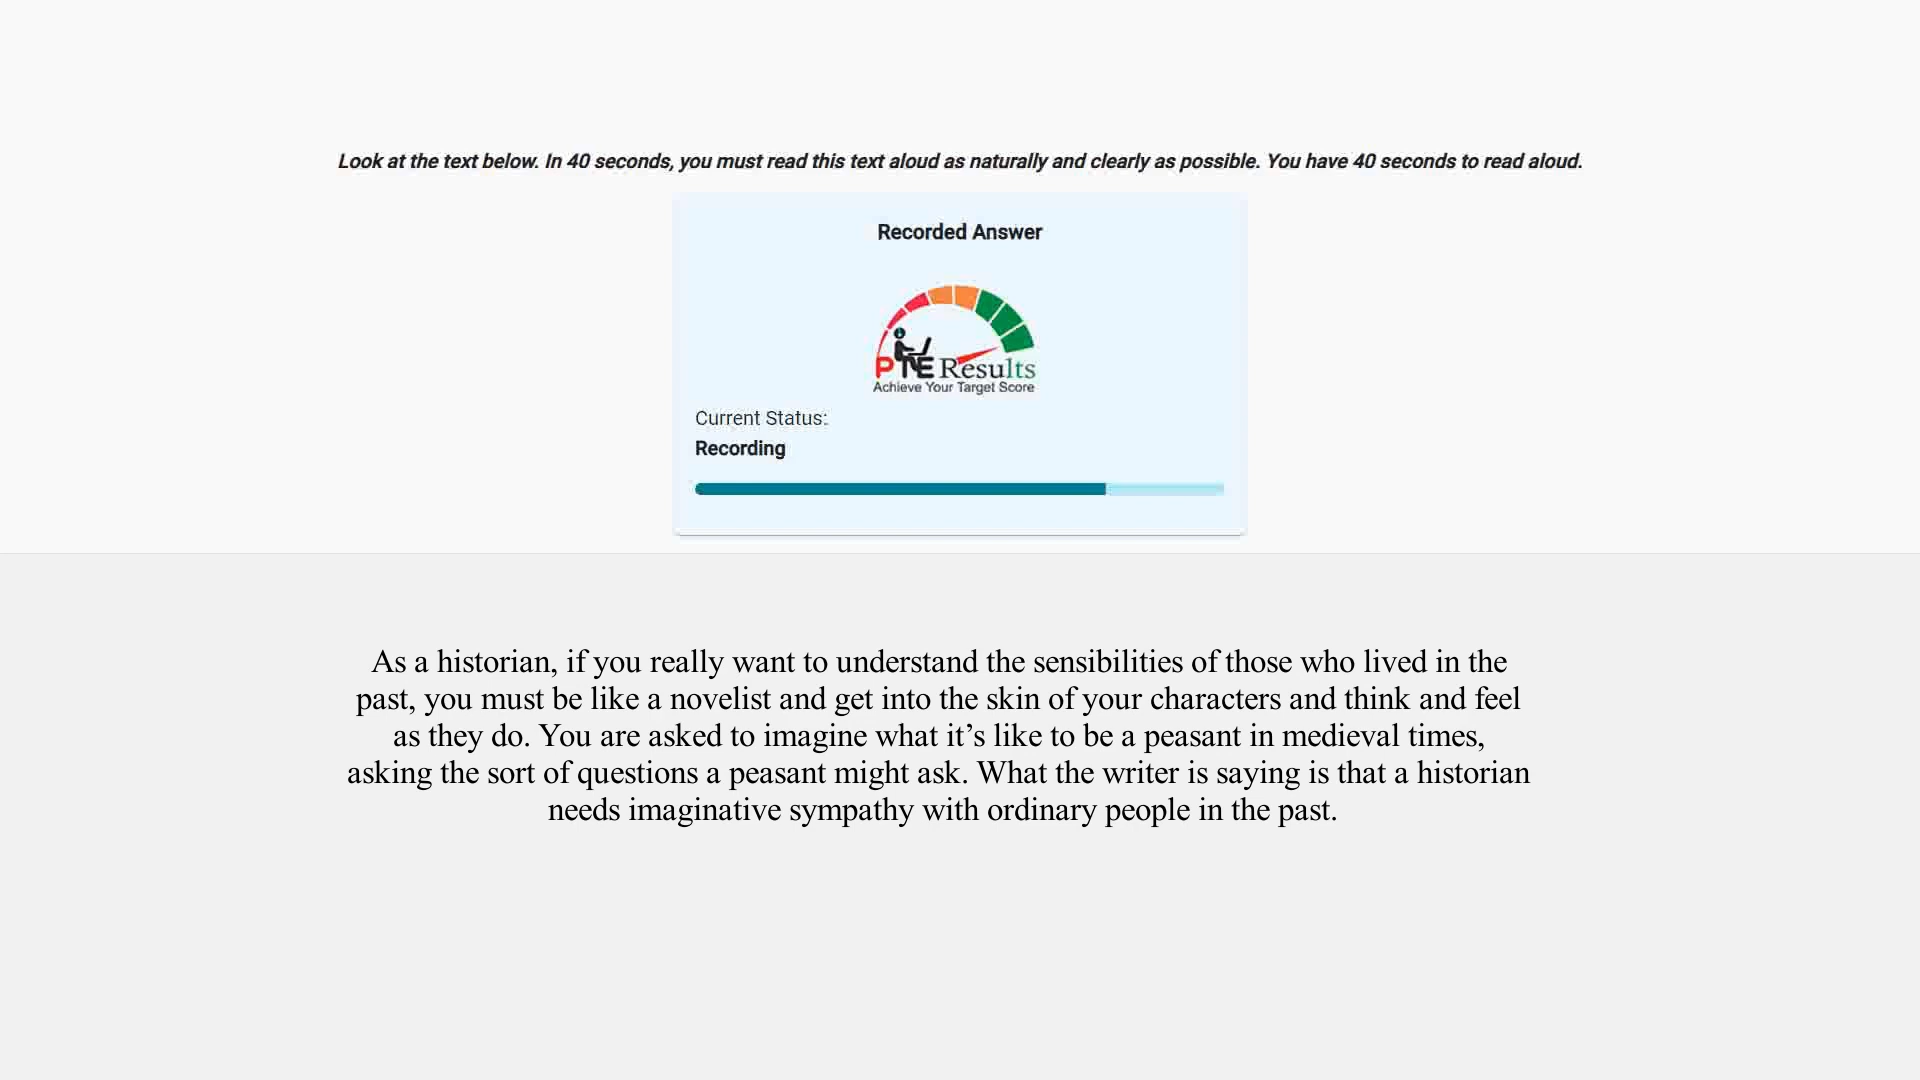 Look at the text below. In 40 seconds, you must read this text aloud as naturally and clearly as possible. You have 40 seconds to read aloud.
Recorded Answer
PTE Results
Achieve Your Target Score
Current Status:
Recording
As a historian, if you really want to understand the sensibilities of those who lived in the
past, you must be like a novelist and get into the skin of your characters and think and feel
as they do. You are asked to imagine what it’s like to be a peasant in medieval times,
asking the sort of questions a peasant might ask. What the writer is saying is that a historian
needs imaginative sympathy with ordinary people in the past.